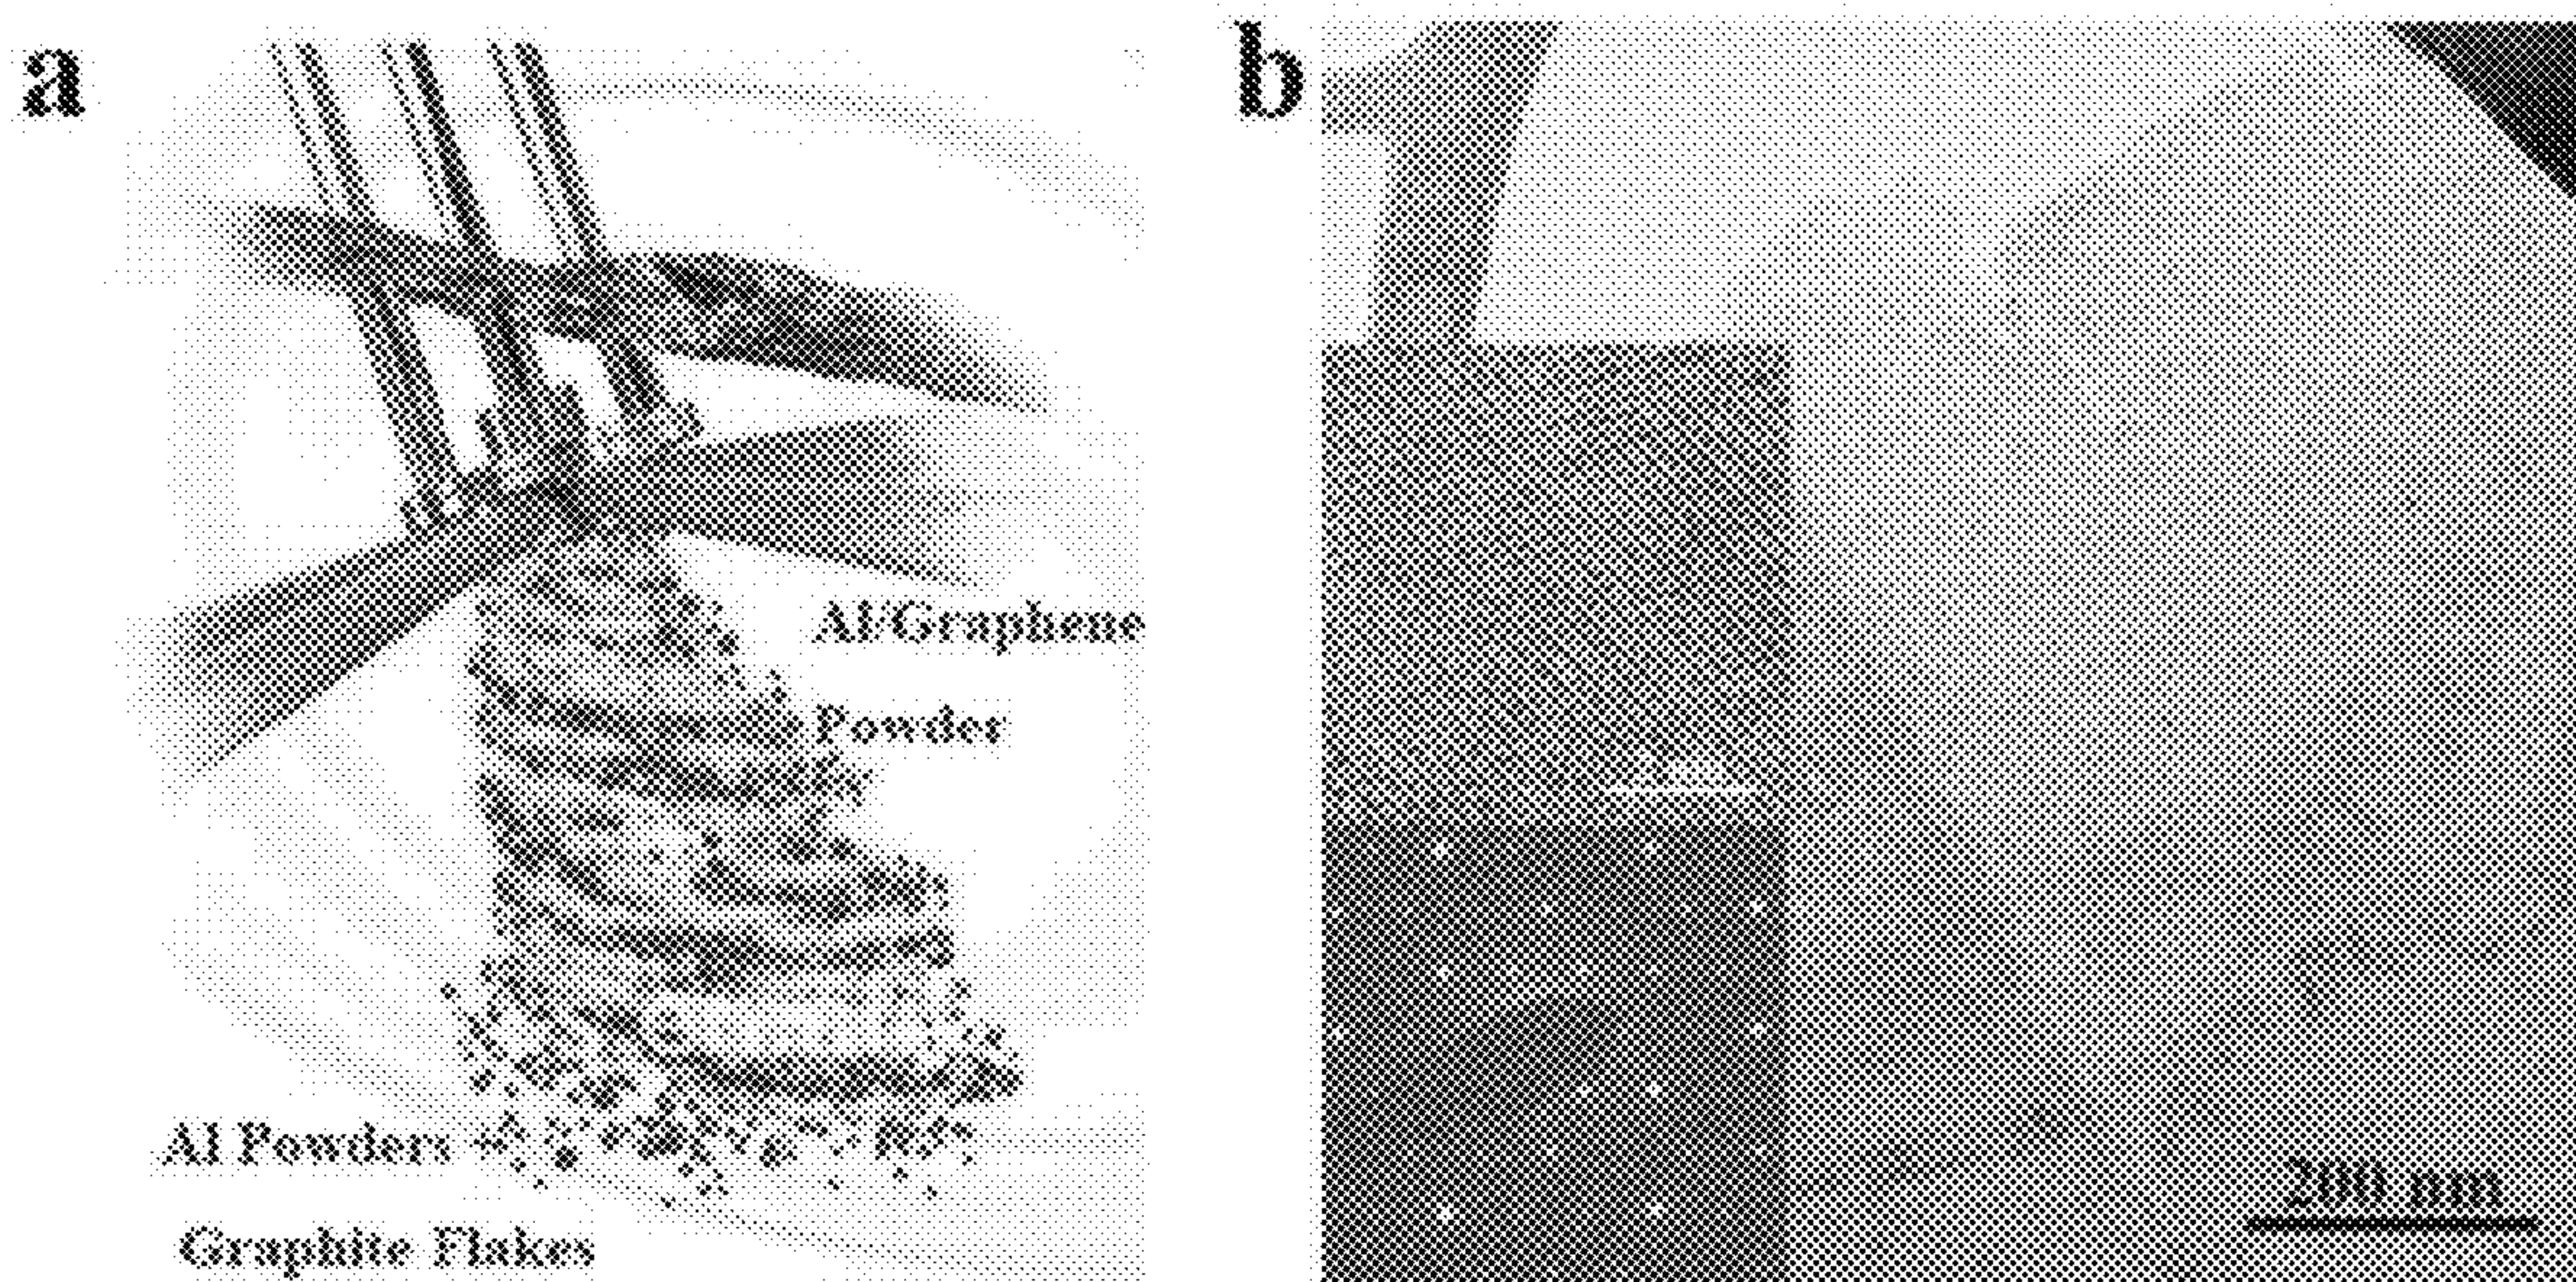 a
b
Al/Graphene
Powder
Al Powders
Graphite Flakes
200 nm